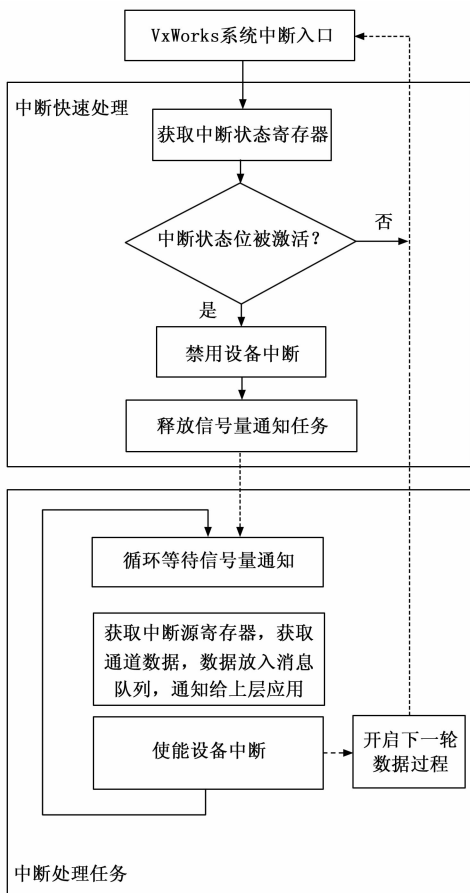 VxWorks系统中断入口
中断快速处理
获取中断状态寄存器
中断状态位被激活？
否
是
禁用设备中断
释放信号量通知任务
循环等待信号量通知
获取中断源寄存器，获取
通道数据，数据放入消息
队列，通知给上层应用
使能设备中断
开启下一轮
数据过程
中断处理任务